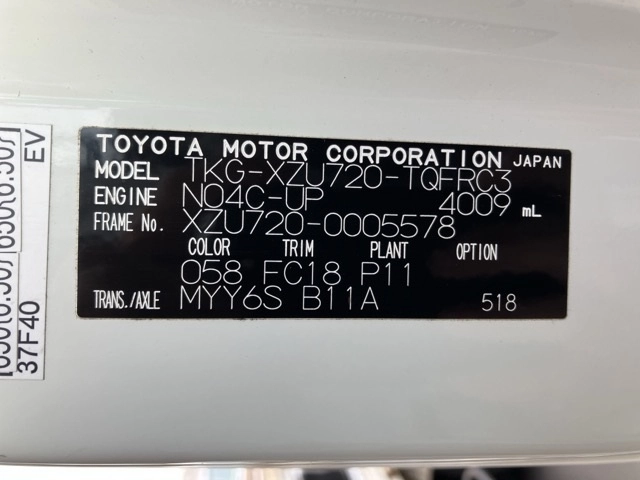 TOYOTA MOTOR CORPORATION JAPAN
MODEL TKG-XZU720-TQFRC3
ENGINE N04C-UP 4009 mL
FRAME No. XZU720-0005578
COLOR TRIM PLANT OPTION
058 FC18 P11
TRANS./AXLE MYY6S B11A 518
EV
37F40